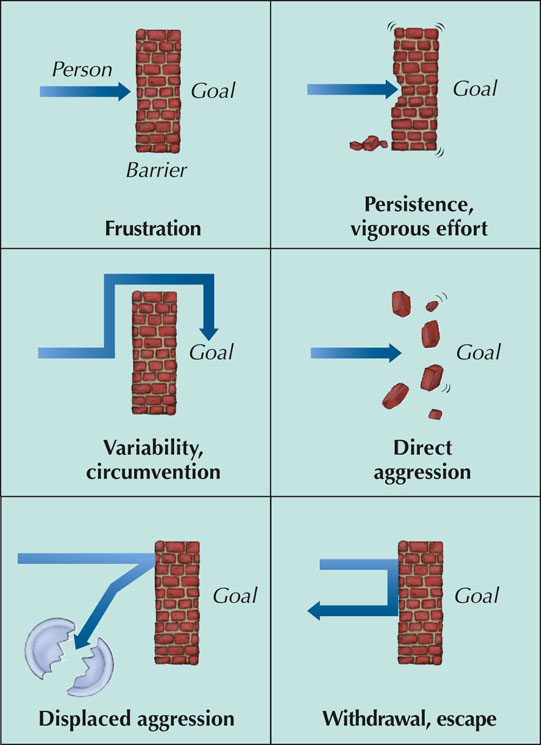 Person
Goal
Barrier
Frustration
Goal
Persistence,
vigorous effort
Goal
Variability,
circumvention
Goal
Direct
aggression
Goal
Displaced aggression
Goal
Withdrawal, escape